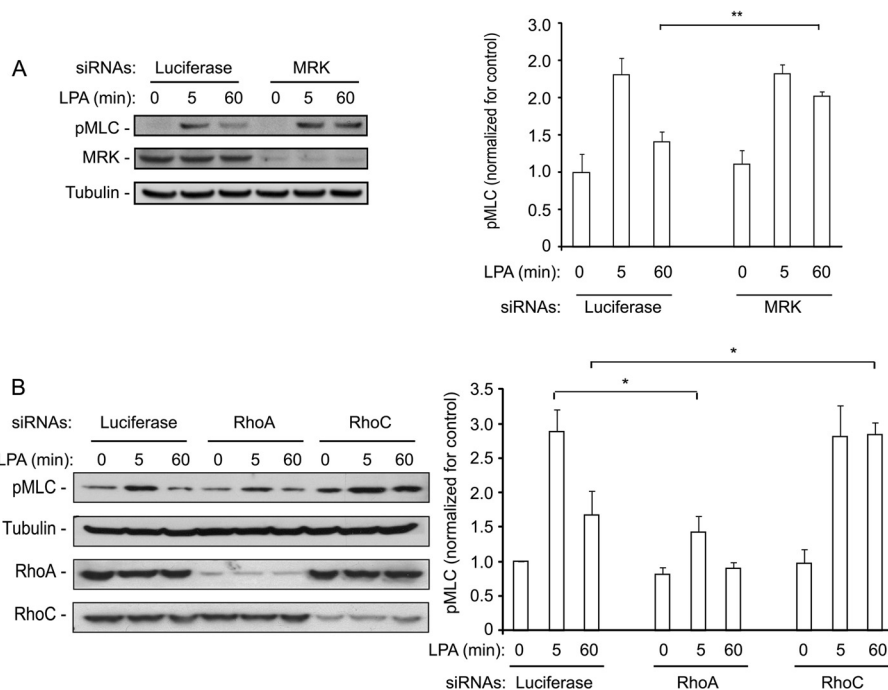 A
siRNAs: Luciferase MRK
LPA (min): 0 5 60 0 5 60
pMLC -
MRK -
Tubulin -
pMLC (normalized for control)
3.0
2.0
2.0
1.5
1.0
0.5
0
**
LPA (min): 0 5 60 0 5 60
siRNAs: Luciferase MRK
B
siRNAs: Luciferase RhoA RhoC
LPA (min): 0 5 60 0 5 60 0 5 60
pMLC -
Tubulin -
RhoA -
RhoC -
pMLC (normalized for control)
3.5
3.0
2.5
2.0
1.5
1.0
0.5
0
*
*
LPA (min): 0 5 60 0 5 60 0 5 60
siRNAs: Luciferase RhoA RhoC